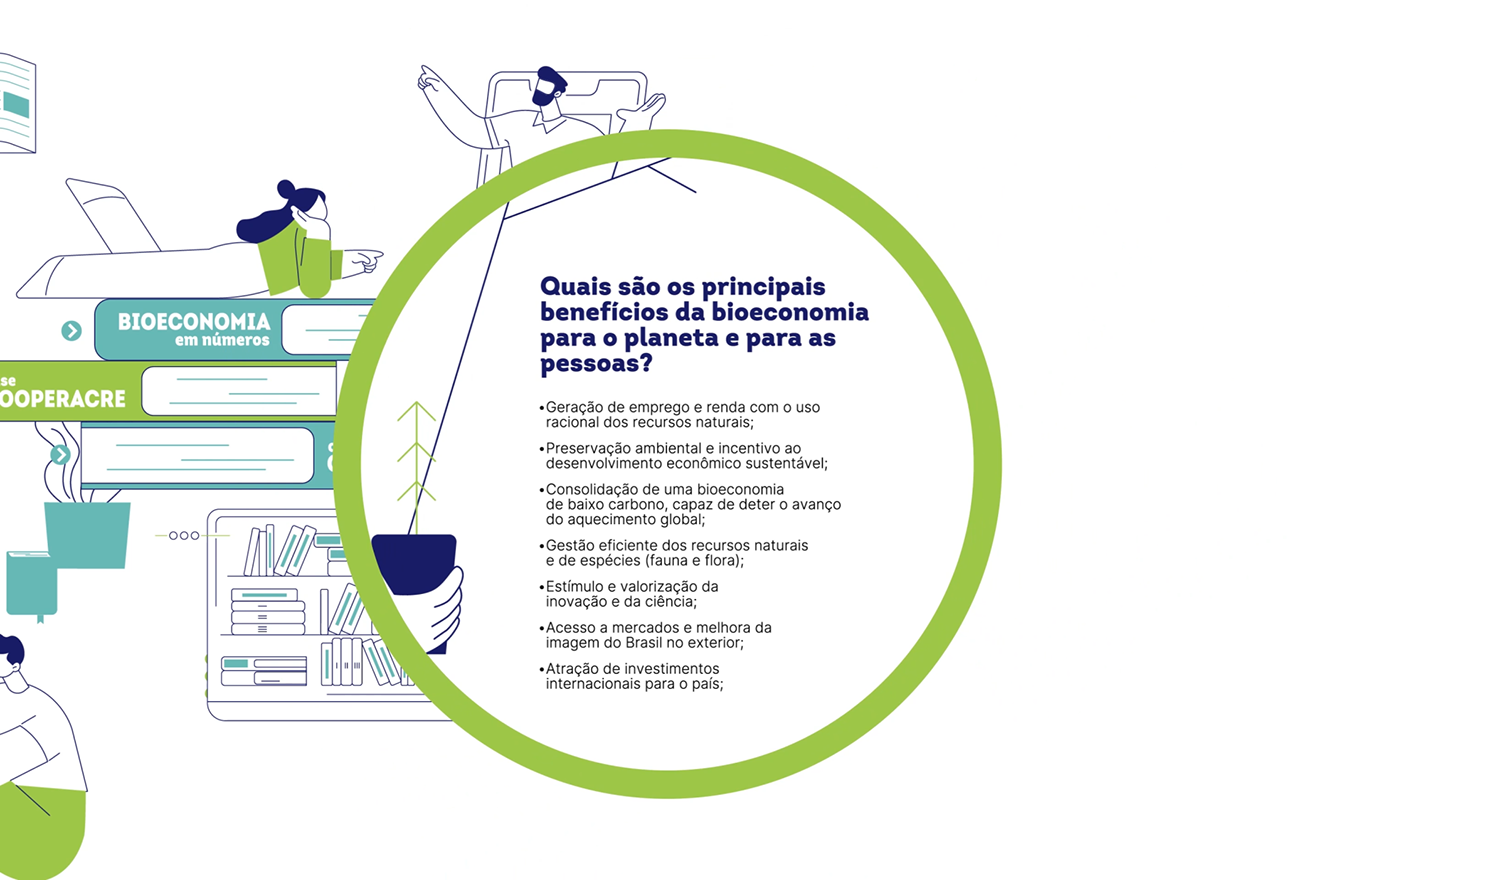 BIOECONOMIA
em números
se
OOPERACRE
Quais são os principais
benefícios da bioeconomia
para o planeta e para as
pessoas?
•Geração de emprego e renda com o uso
racional dos recursos naturais;
•Preservação ambiental e incentivo ao
desenvolvimento econômico sustentável;
•Consolidação de uma bioeconomia
de baixo carbono, capaz de deter o avanço
do aquecimento global;
•Gestão eficiente dos recursos naturais
e de espécies (fauna e flora);
•Estímulo e valorização da
inovação e da ciência;
•Acesso a mercados e melhora da
imagem do Brasil no exterior;
•Atração de investimentos
internacionais para o país;